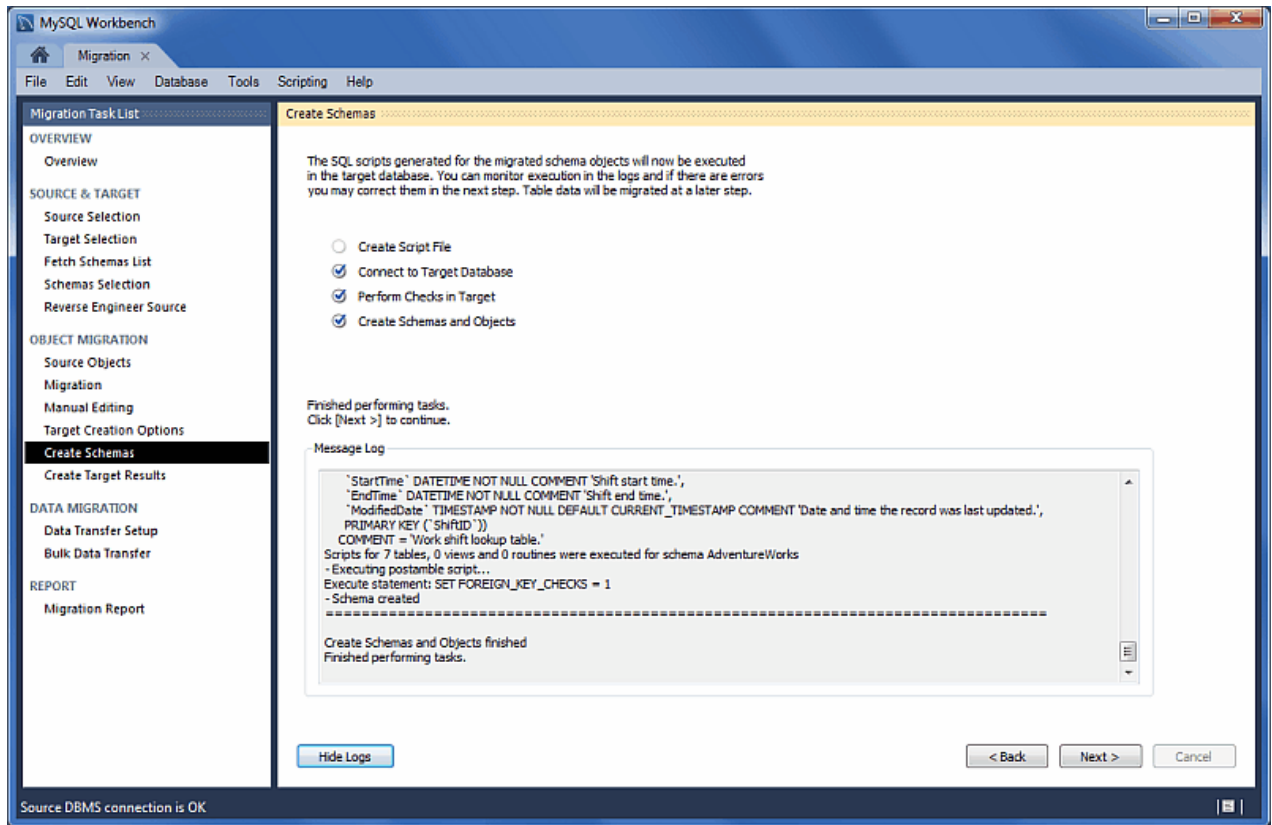 MySQL Workbench
Migration
File Edit View Database Tools Scripting Help
Migration Task List
OVERVIEW
Overview
SOURCE & TARGET
Source Selection
Target Selection
Fetch Schemas List
Schemas Selection
Reverse Engineer Source
OBJECT MIGRATION
Source Objects
Migration
Manual Editing
Target Creation Options
Create Schemas
Create Target Results
DATA MIGRATION
Data Transfer Setup
Bulk Data Transfer
REPORT
Migration Report
Create Schemas
The SQL scripts generated for the migrated schema objects will now be executed
in the target database. You can monitor execution in the logs and if there are errors
you may correct them in the next step. Table data will be migrated at a later step.
Create Script File
Connect to Target Database
Perform Checks in Target
Create Schemas and Objects
Finished performing tasks.
Click [Next >] to continue.
Message Log
`StartTime` DATETIME NOT NULL COMMENT 'Shift start time.',
`EndTime` DATETIME NOT NULL COMMENT 'Shift end time.',
`ModifiedDate` TIMESTAMP NOT NULL DEFAULT CURRENT_TIMESTAMP COMMENT 'Date and time the record was last updated.',
PRIMARY KEY (`ShiftID`))
COMMENT = 'Work shift lookup table.'
Scripts for 7 tables, 0 views and 0 routines were executed for schema AdventureWorks
- Executing postamble script...
Execute statement: SET FOREIGN_KEY_CHECKS = 1
- Schema created
================================================================================
Create Schemas and Objects finished
Finished performing tasks.
Hide Logs
< Back
Next >
Cancel
Source DBMS connection is OK